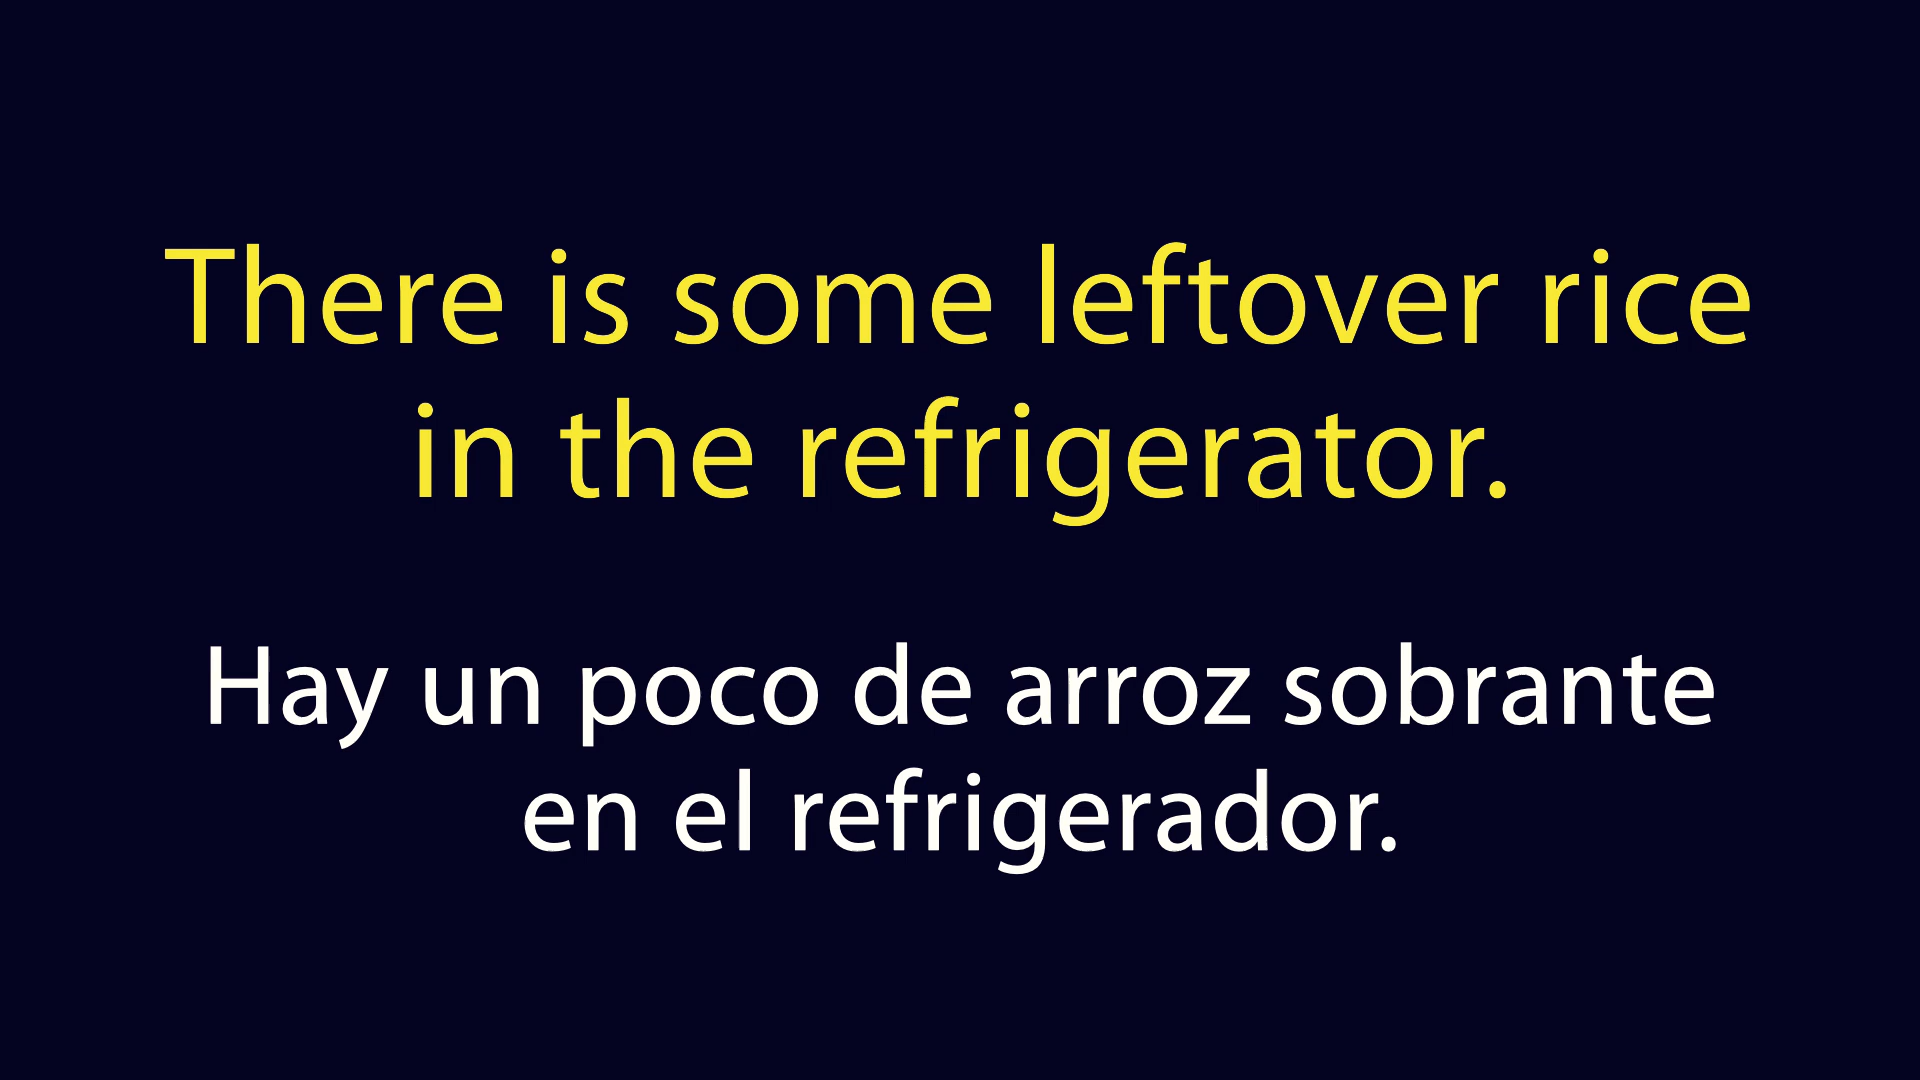 There is some leftover rice
in the refrigerator.
Hay un poco de arroz sobrante
en el refrigerador.